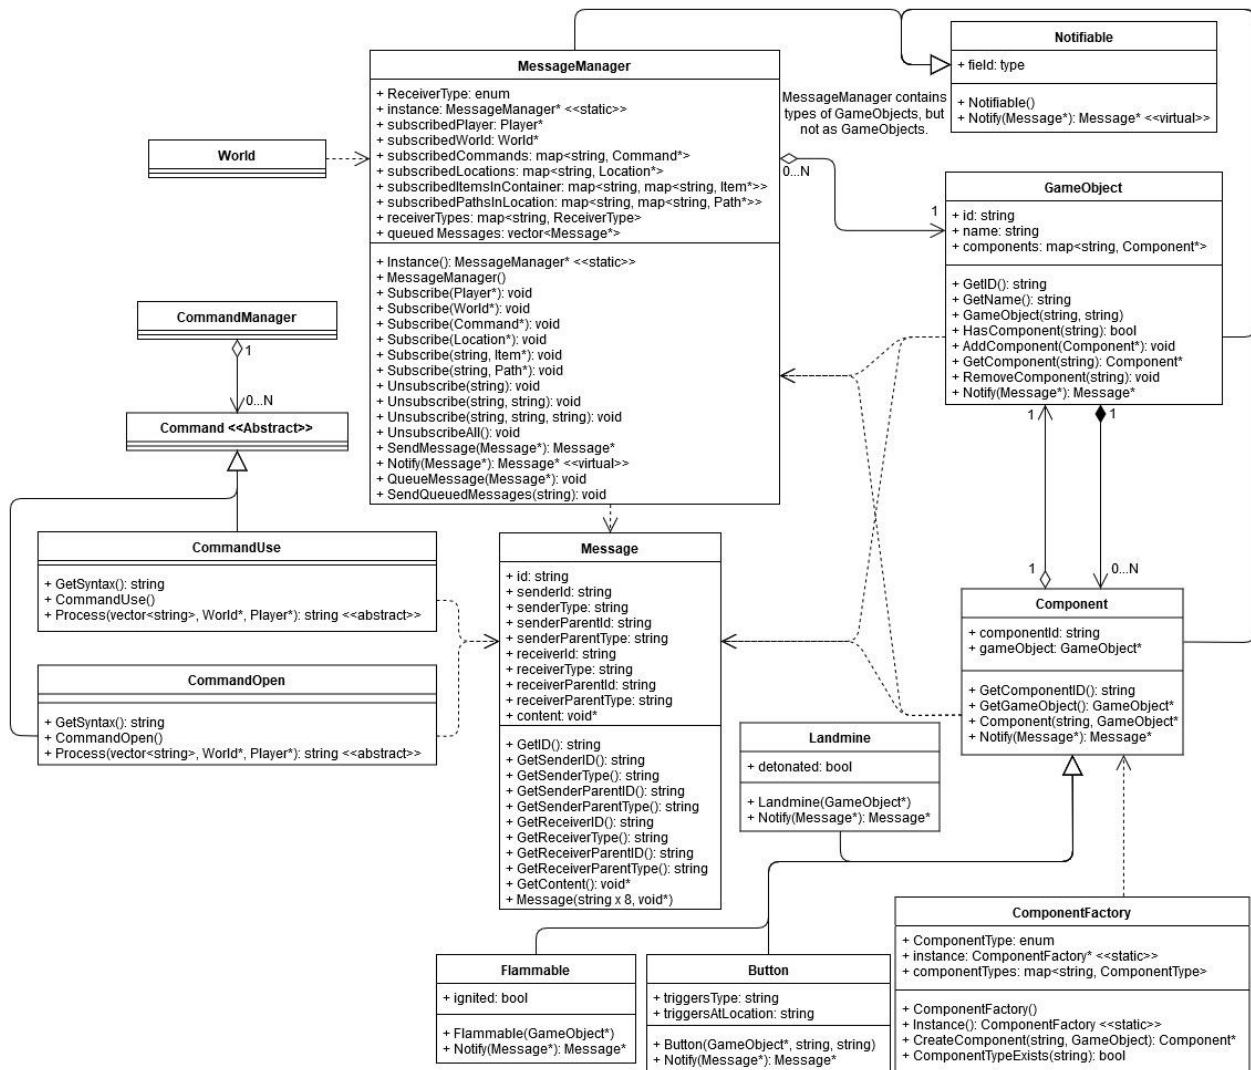 Notifiable
+ field: type
+ Notifiable()
+ Notify(Message*): Message* <<virtual>>
MessageManager
+ ReceiverType: enum
+ instance: MessageManager* <<static>>
+ subscribedPlayer: Player*
+ subscribedWorld: World*
+ subscribedCommands: map<string, Command*>
+ subscribedLocations: map<string, Location*>
+ subscribedItemsInContainer: map<string, map<string, Item*>>
+ subscribedPathsInLocation: map<string, map<string, Path*>>
+ receiverTypes: map<string, ReceiverType>
+ queued Messages: vector<Message*>
+ Instance(): MessageManager* <<static>>
+ MessageManager()
+ Subscribe(Player*): void
+ Subscribe(World*): void
+ Subscribe(Command*): void
+ Subscribe(Location*): void
+ Subscribe(string, Item*): void
+ Subscribe(string, Path*): void
+ Unsubscribe(string): void
+ Unsubscribe(string, string): void
+ Unsubscribe(string, string, string): void
+ UnsubscribeAll(): void
+ SendMessage(Message*): Message*
+ Notify(Message*): Message* <<virtual>>
+ QueueMessage(Message*): void
+ SendQueuedMessages(string): void
MessageManager contains
types of GameObjects, but
not as GameObjects.
0...N
1
World
GameObject
+ id: string
+ name: string
+ components: map<string, Component*>
+ GetID(): string
+ GetName(): string
+ GameObject(string, string)
+ HasComponent(string): bool
+ AddComponent(Component*): void
+ GetComponent(string): Component*
+ RemoveComponent(string): void
+ Notify(Message*): Message*
1
1
1
0...N
CommandManager
1
0...N
Command <<Abstract>>
CommandUse
+ GetSyntax(): string
+ CommandUse()
+ Process(vector<string>, World*, Player*): string <<abstract>>
CommandOpen
+ GetSyntax(): string
+ CommandOpen()
+ Process(vector<string>, World*, Player*): string <<abstract>>
Message
+ id: string
+ senderId: string
+ senderType: string
+ senderParentId: string
+ senderParentType: string
+ receiverId: string
+ receiverType: string
+ receiverParentId: string
+ receiverParentType: string
+ content: void*
+ GetID(): string
+ GetSenderID(): string
+ GetSenderType(): string
+ GetSenderParentID(): string
+ GetSenderParentType(): string
+ GetReceiverID(): string
+ GetReceiverType(): string
+ GetReceiverParentID(): string
+ GetReceiverParentType(): string
+ GetContent(): void*
+ Message(string x 8, void*)
Component
+ componentId: string
+ gameObject: GameObject*
+ GetComponentID(): string
+ GetGameObject(): GameObject*
+ Component(string, GameObject*
+ Notify(Message*): Message*
Landmine
+ detonated: bool
+ Landmine(GameObject*)
+ Notify(Message*): Message*
Flammable
+ ignited: bool
+ Flammable(GameObject*)
+ Notify(Message*): Message*
Button
+ triggersType: string
+ triggersAtLocation: string
+ Button(GameObject*, string, string)
+ Notify(Message*): Message*
ComponentFactory
+ ComponentType: enum
+ instance: ComponentFactory* <<static>>
+ componentTypes: map<string, ComponentType>
+ ComponentFactory()
+ Instance(): ComponentFactory <<static>>
+ CreateComponent(string, GameObject): Component*
+ ComponentTypeExists(string): bool